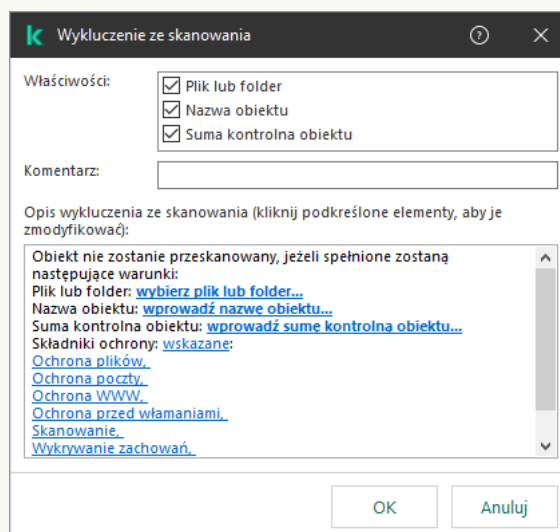 Wykluczenie ze skanowania
Właściwości:
Plik lub folder
Nazwa obiektu
Suma kontrolna obiektu
Komentarz:
Opis wykluczenia ze skanowania (kliknij podkreślone elementy, aby je
zmodyfikować):
Obiekt nie zostanie przeskanowany, jeżeli spełnione zostaną
następujące warunki:
Plik lub folder: wybierz plik lub folder...
Nazwa obiektu: wprowadź nazwę obiektu...
Suma kontrolna obiektu: wprowadź sumę kontrolną obiektu...
Składniki ochrony: wskazane:
Ochrona plików,
Ochrona poczty,
Ochrona WWW,
Ochrona przed włamaniami,
Skanowanie,
Wykrywanie zachowań,
OK
Anuluj